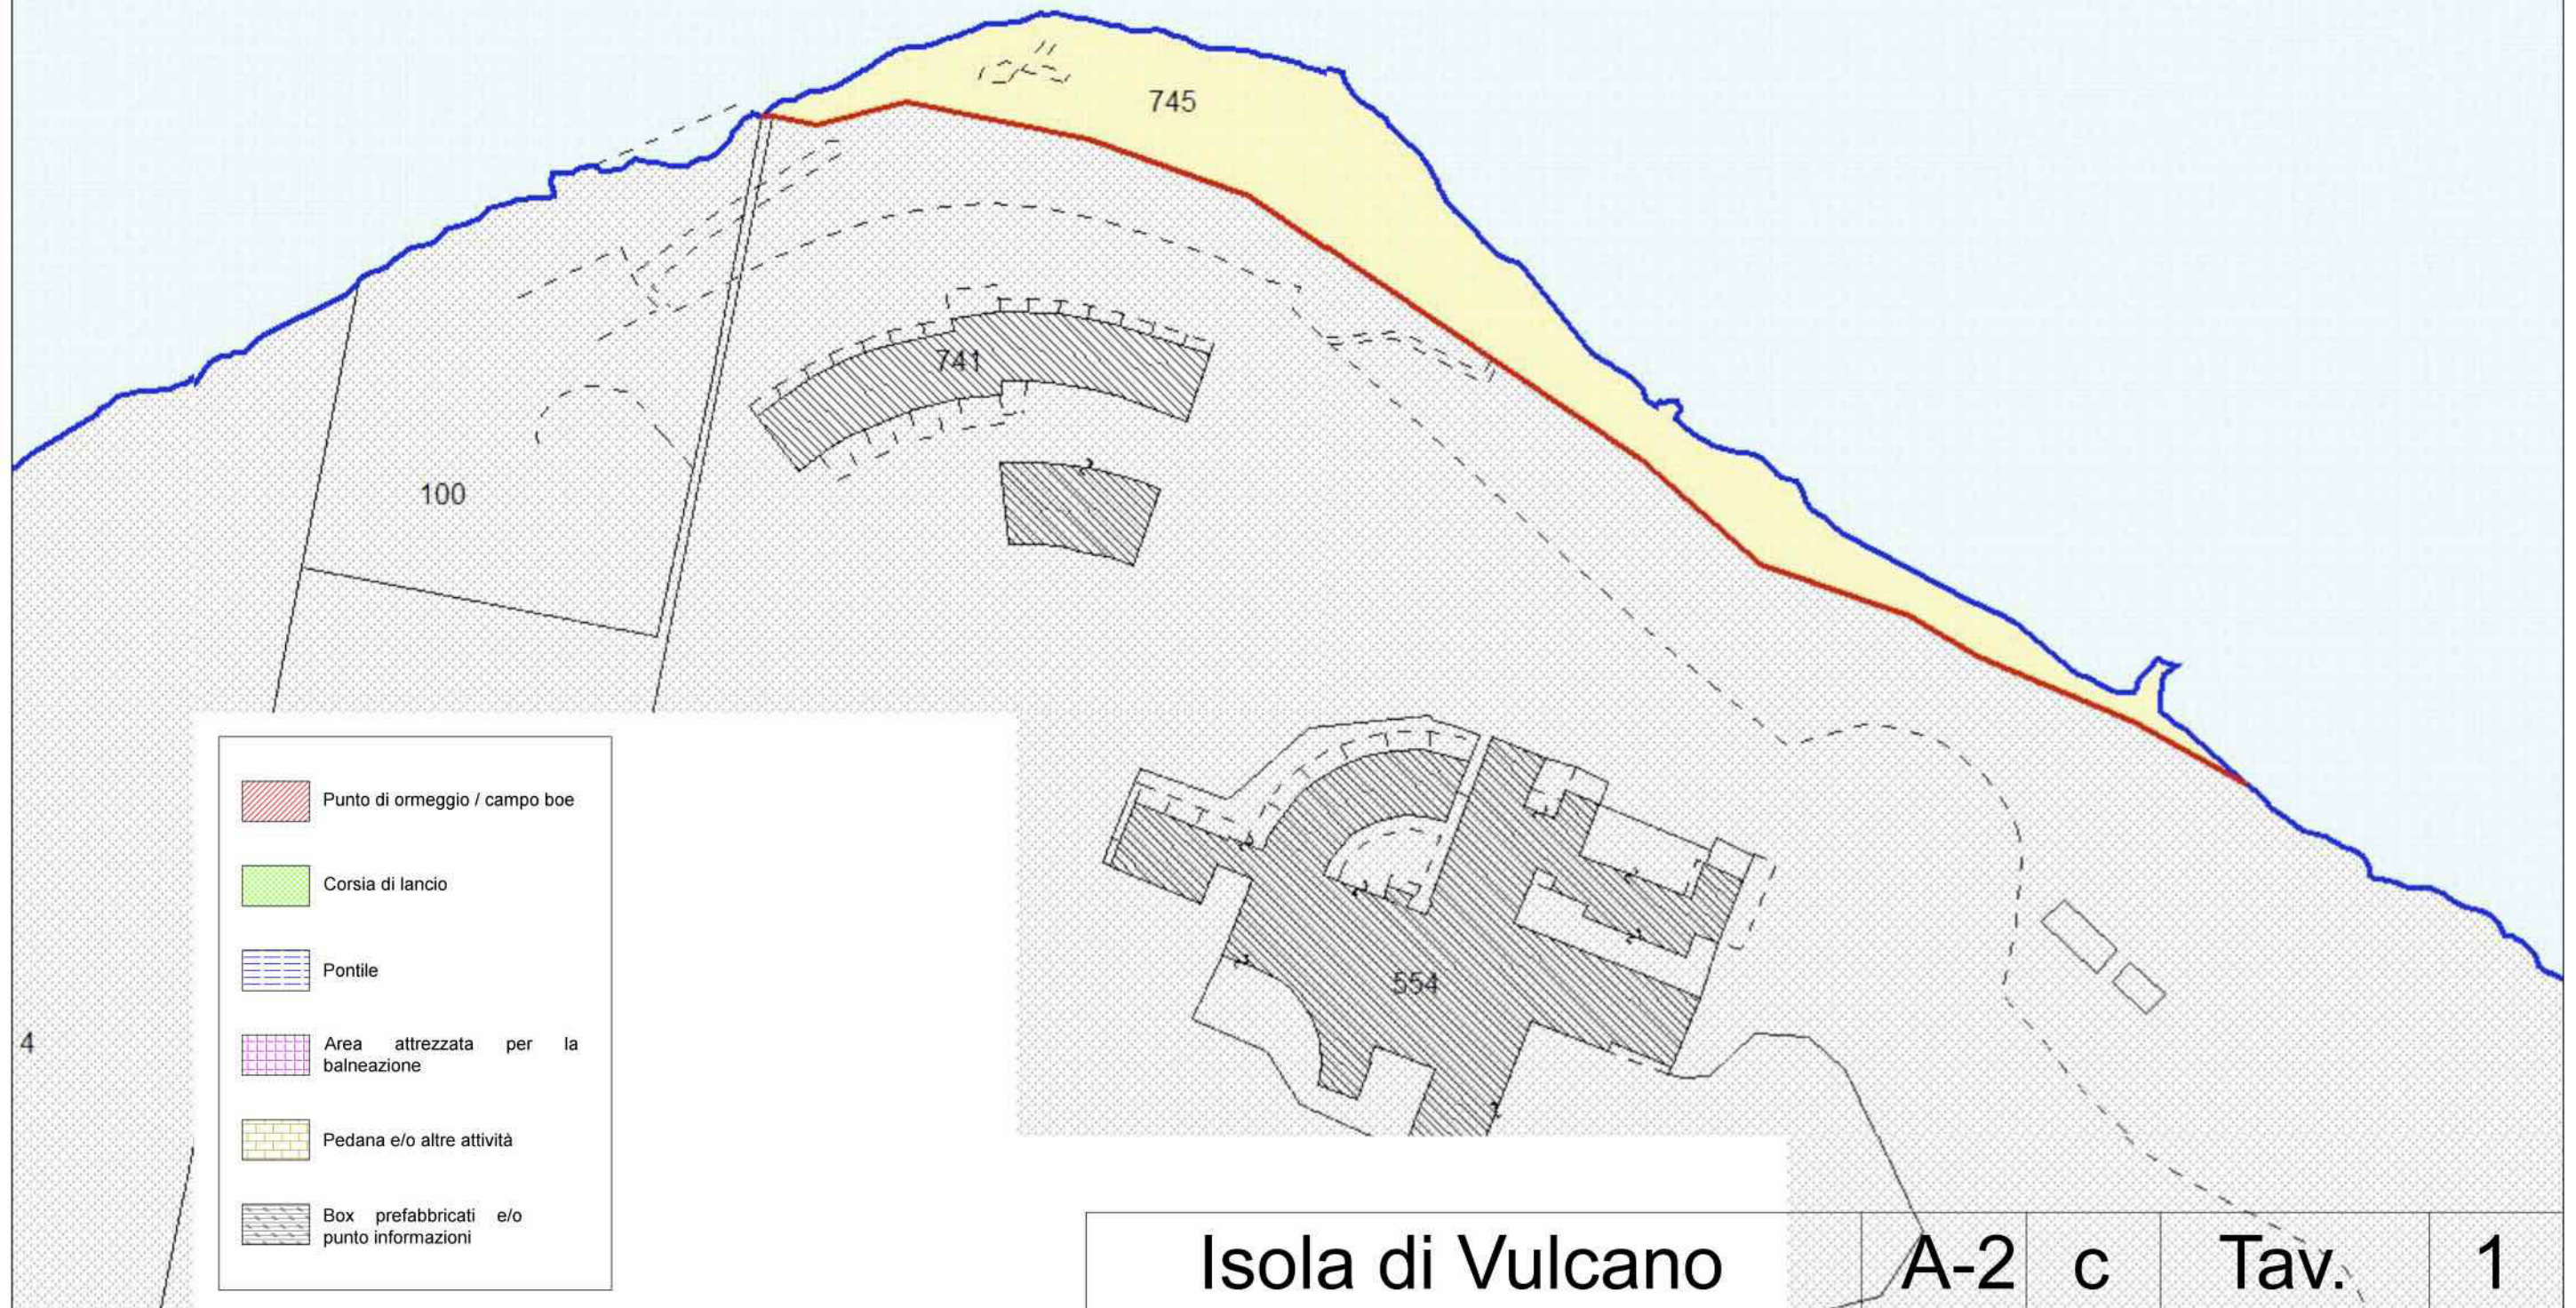 745
741
100
554
4
Punto di ormeggio / campo boe
Corsia di lancio
Pontile
Area attrezzata per la
balneazione
Pedana e/o altre attività
Box prefabbricati e/o
punto informazioni
Isola di Vulcano A-2 c Tav. 1